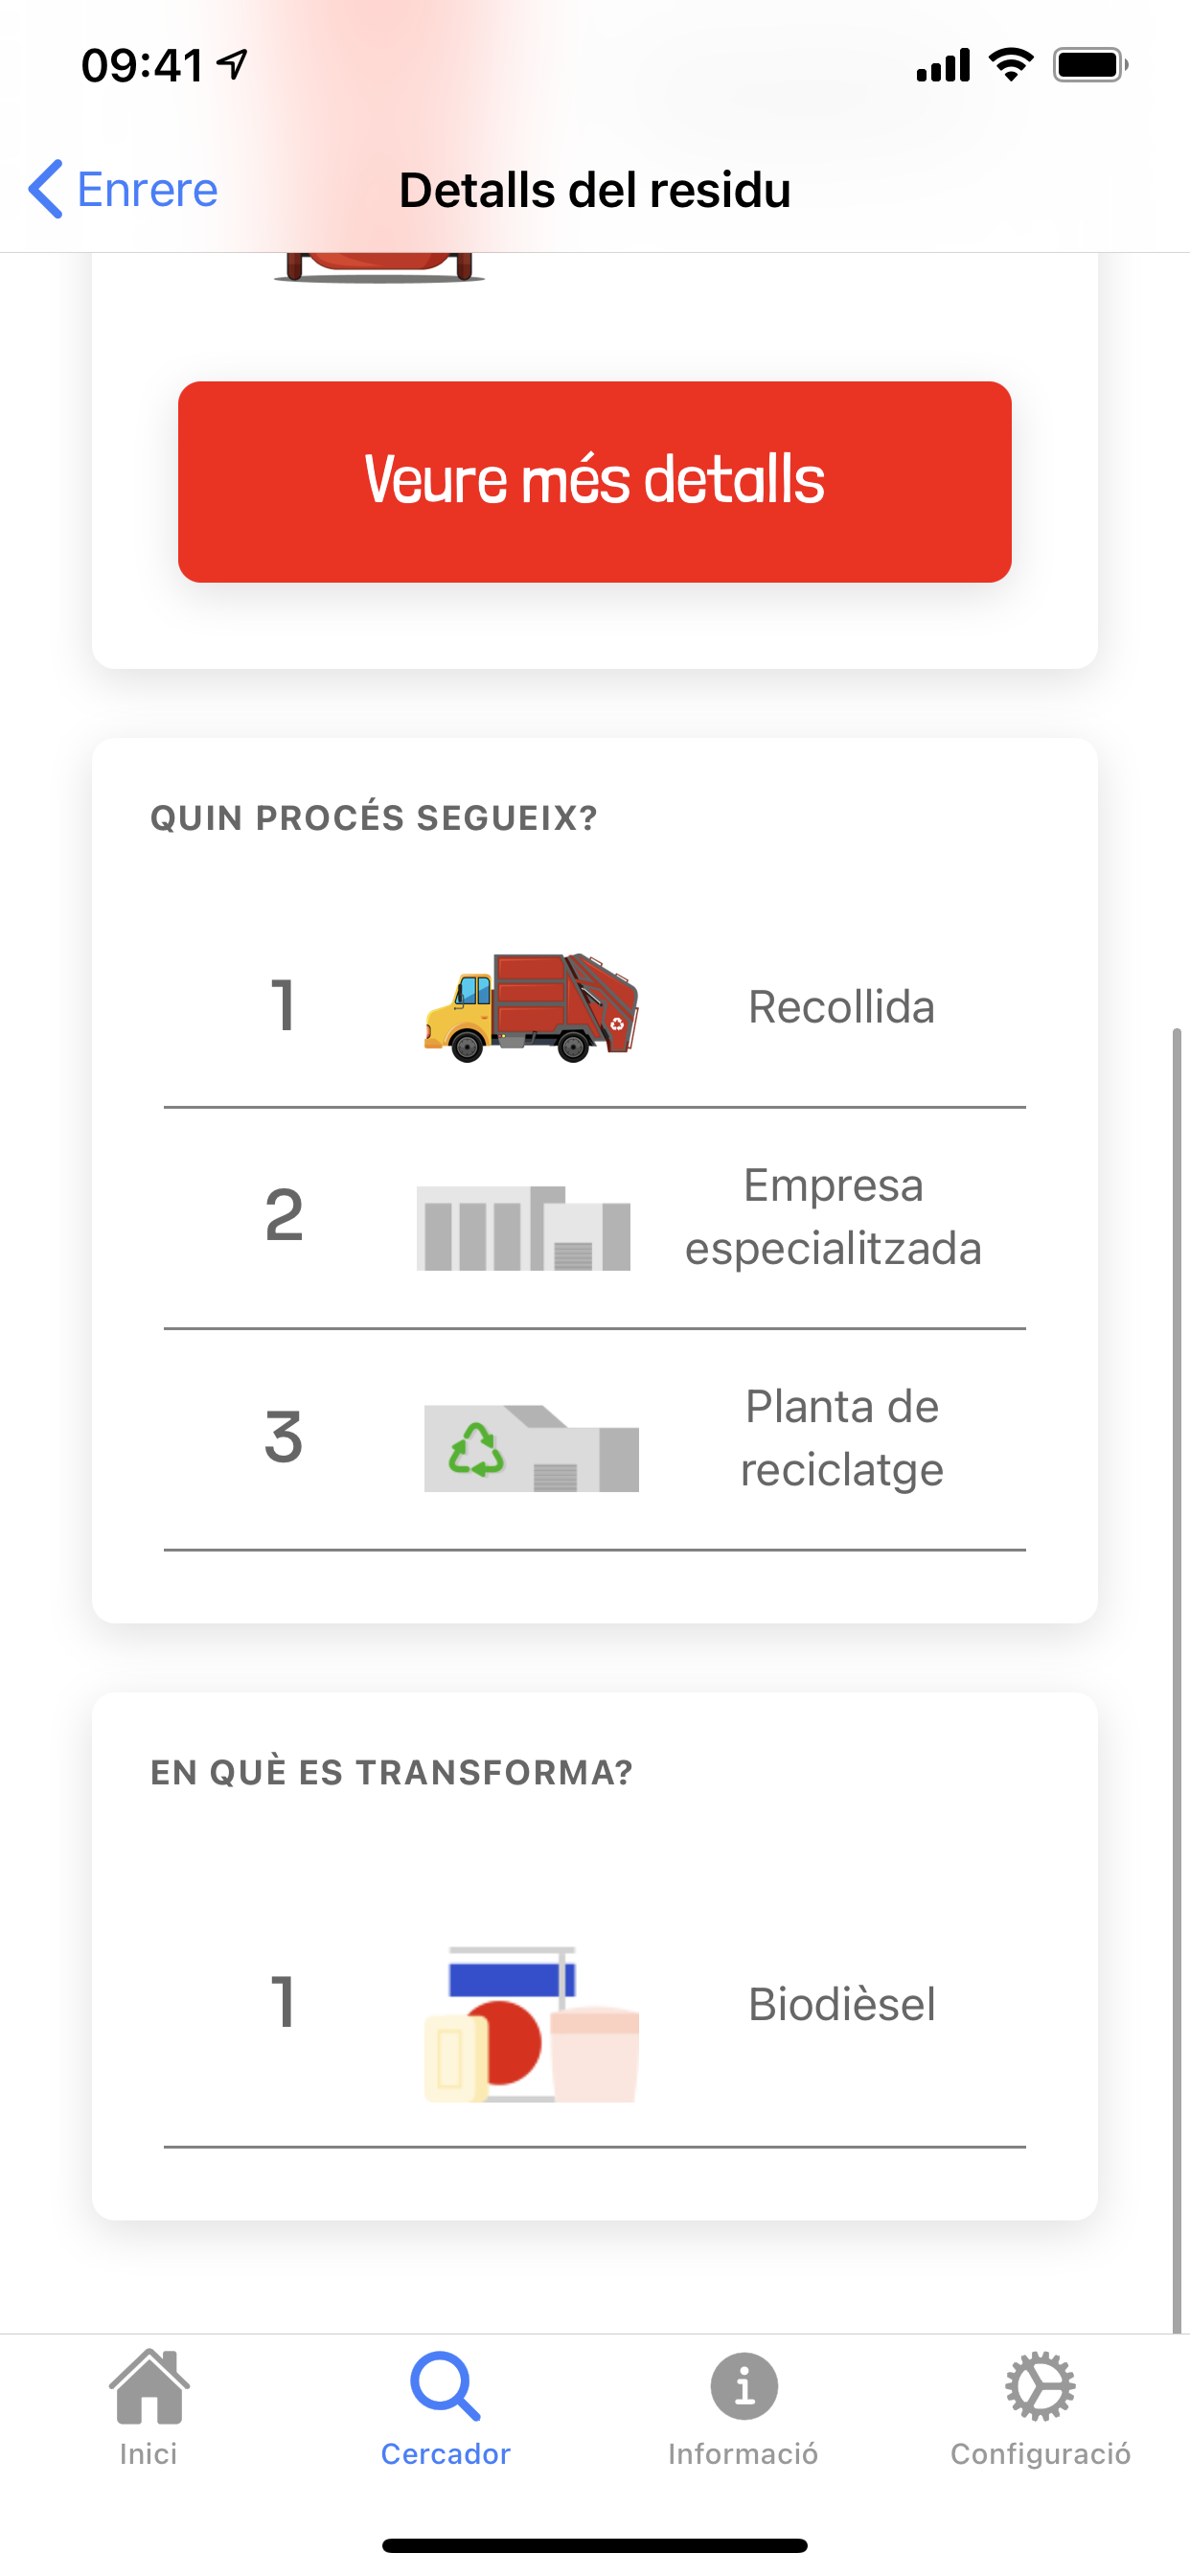 09:41
Enrere
Detalls del residu
Veure més detalls
QUIN PROCÉS SEGUEIX?
1
Recollida
2
Empresa
especialitzada
3
Planta de
reciclatge
EN QUÈ ES TRANSFORMA?
1
Biodièsel
Inici
Cercador
Informació
Configuració